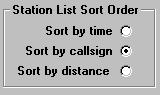 Station List Sort Order
Sort by time
Sort by callsign
Sort by distance